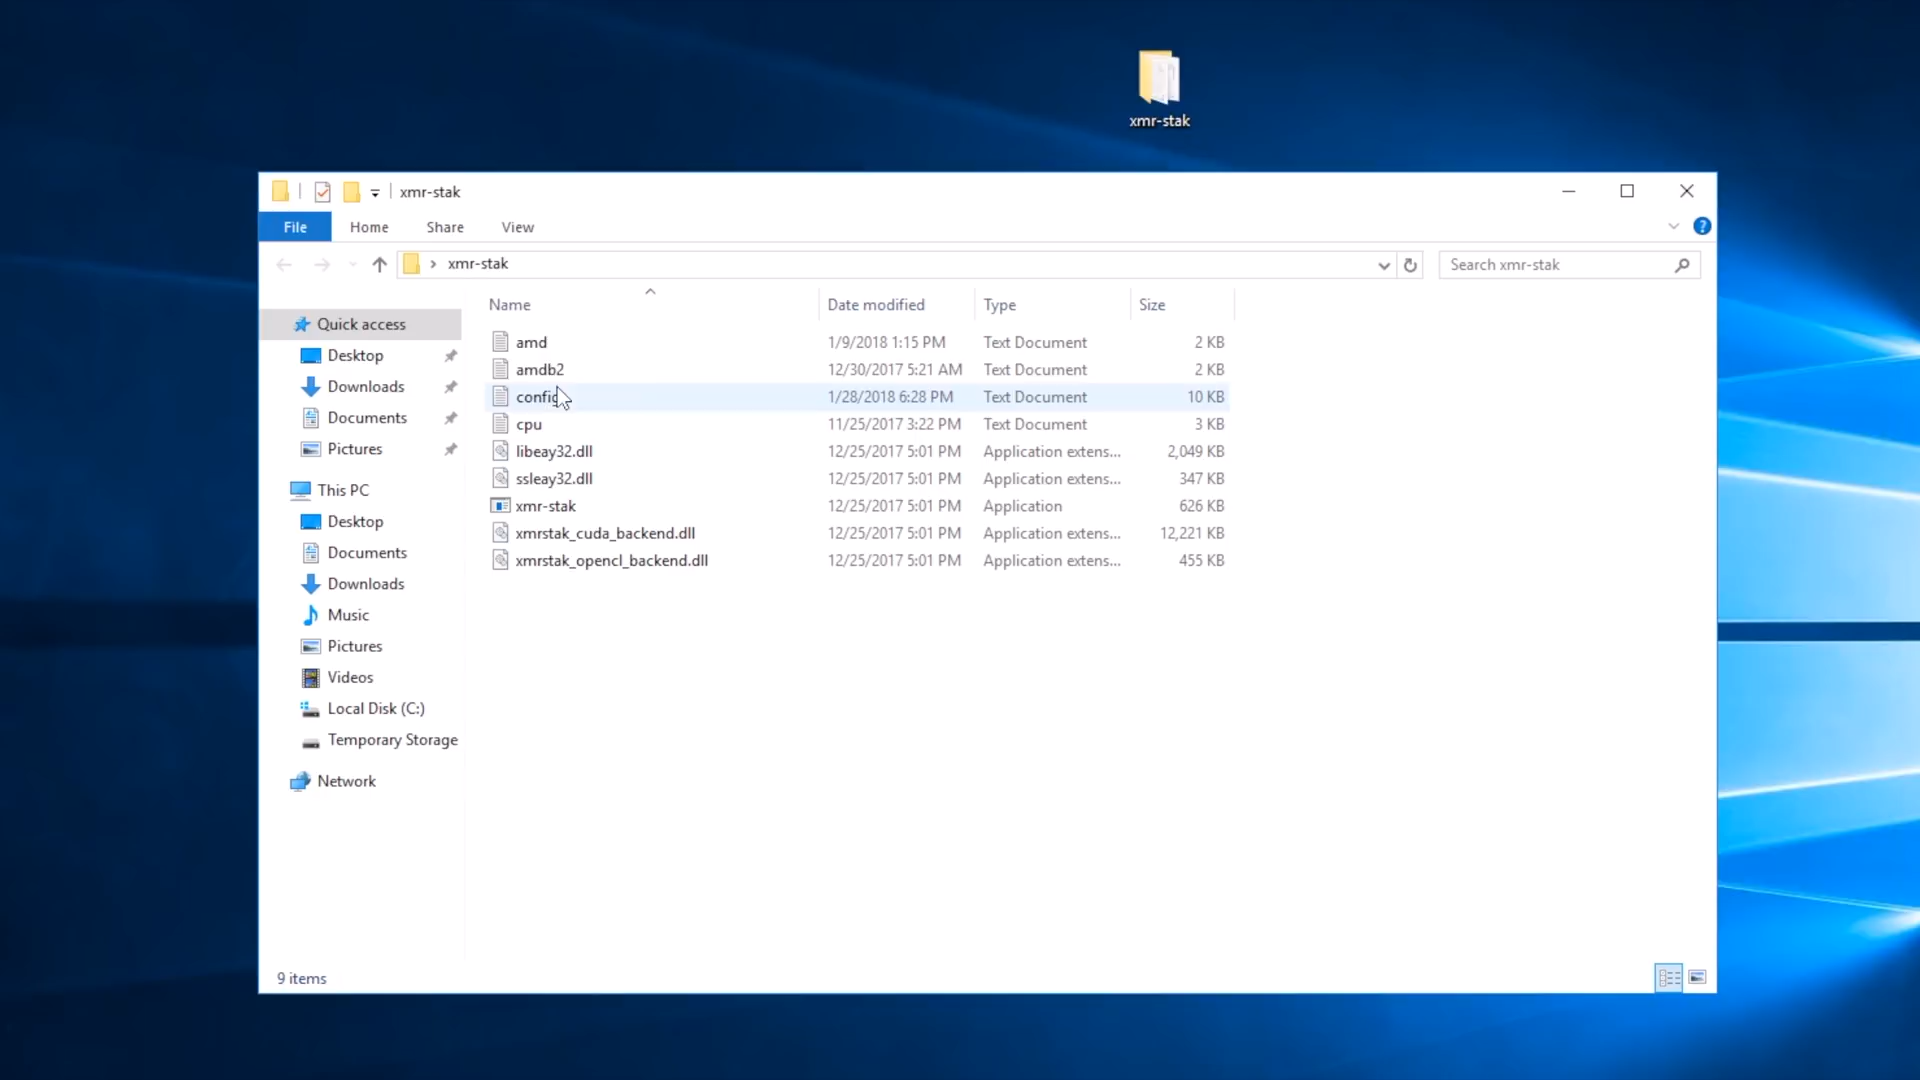 xmr-stak
xmr-stak
File Home Share View
xmr-stak
Search xmr-stak
Name Date modified Type Size
Quick access
Desktop
Downloads
Documents
Pictures
This PC
Desktop
Documents
Downloads
Music
Pictures
Videos
Local Disk (C:)
Temporary Storage
Network
amd 1/9/2018 1:15 PM Text Document 2 KB
amdb2 12/30/2017 5:21 AM Text Document 2 KB
config 1/28/2018 6:28 PM Text Document 10 KB
cpu 11/25/2017 3:22 PM Text Document 3 KB
libeay32.dll 12/25/2017 5:01 PM Application extens... 2,049 KB
ssleay32.dll 12/25/2017 5:01 PM Application extens... 347 KB
xmr-stak 12/25/2017 5:01 PM Application 626 KB
xmrstak_cuda_backend.dll 12/25/2017 5:01 PM Application extens... 12,221 KB
xmrstak_opencl_backend.dll 12/25/2017 5:01 PM Application extens... 455 KB
9 items